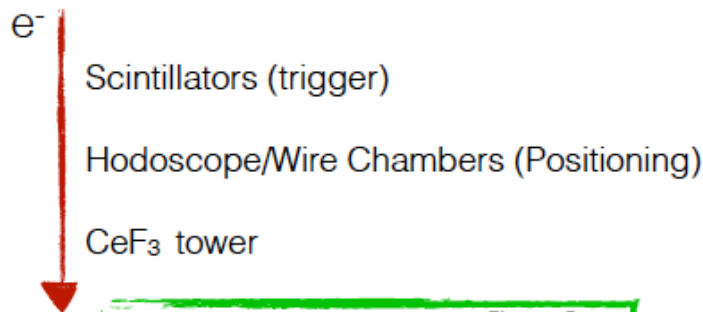 e⁻
Scintillators (trigger)
Hodoscope/Wire Chambers (Positioning)
CeF₃ tower